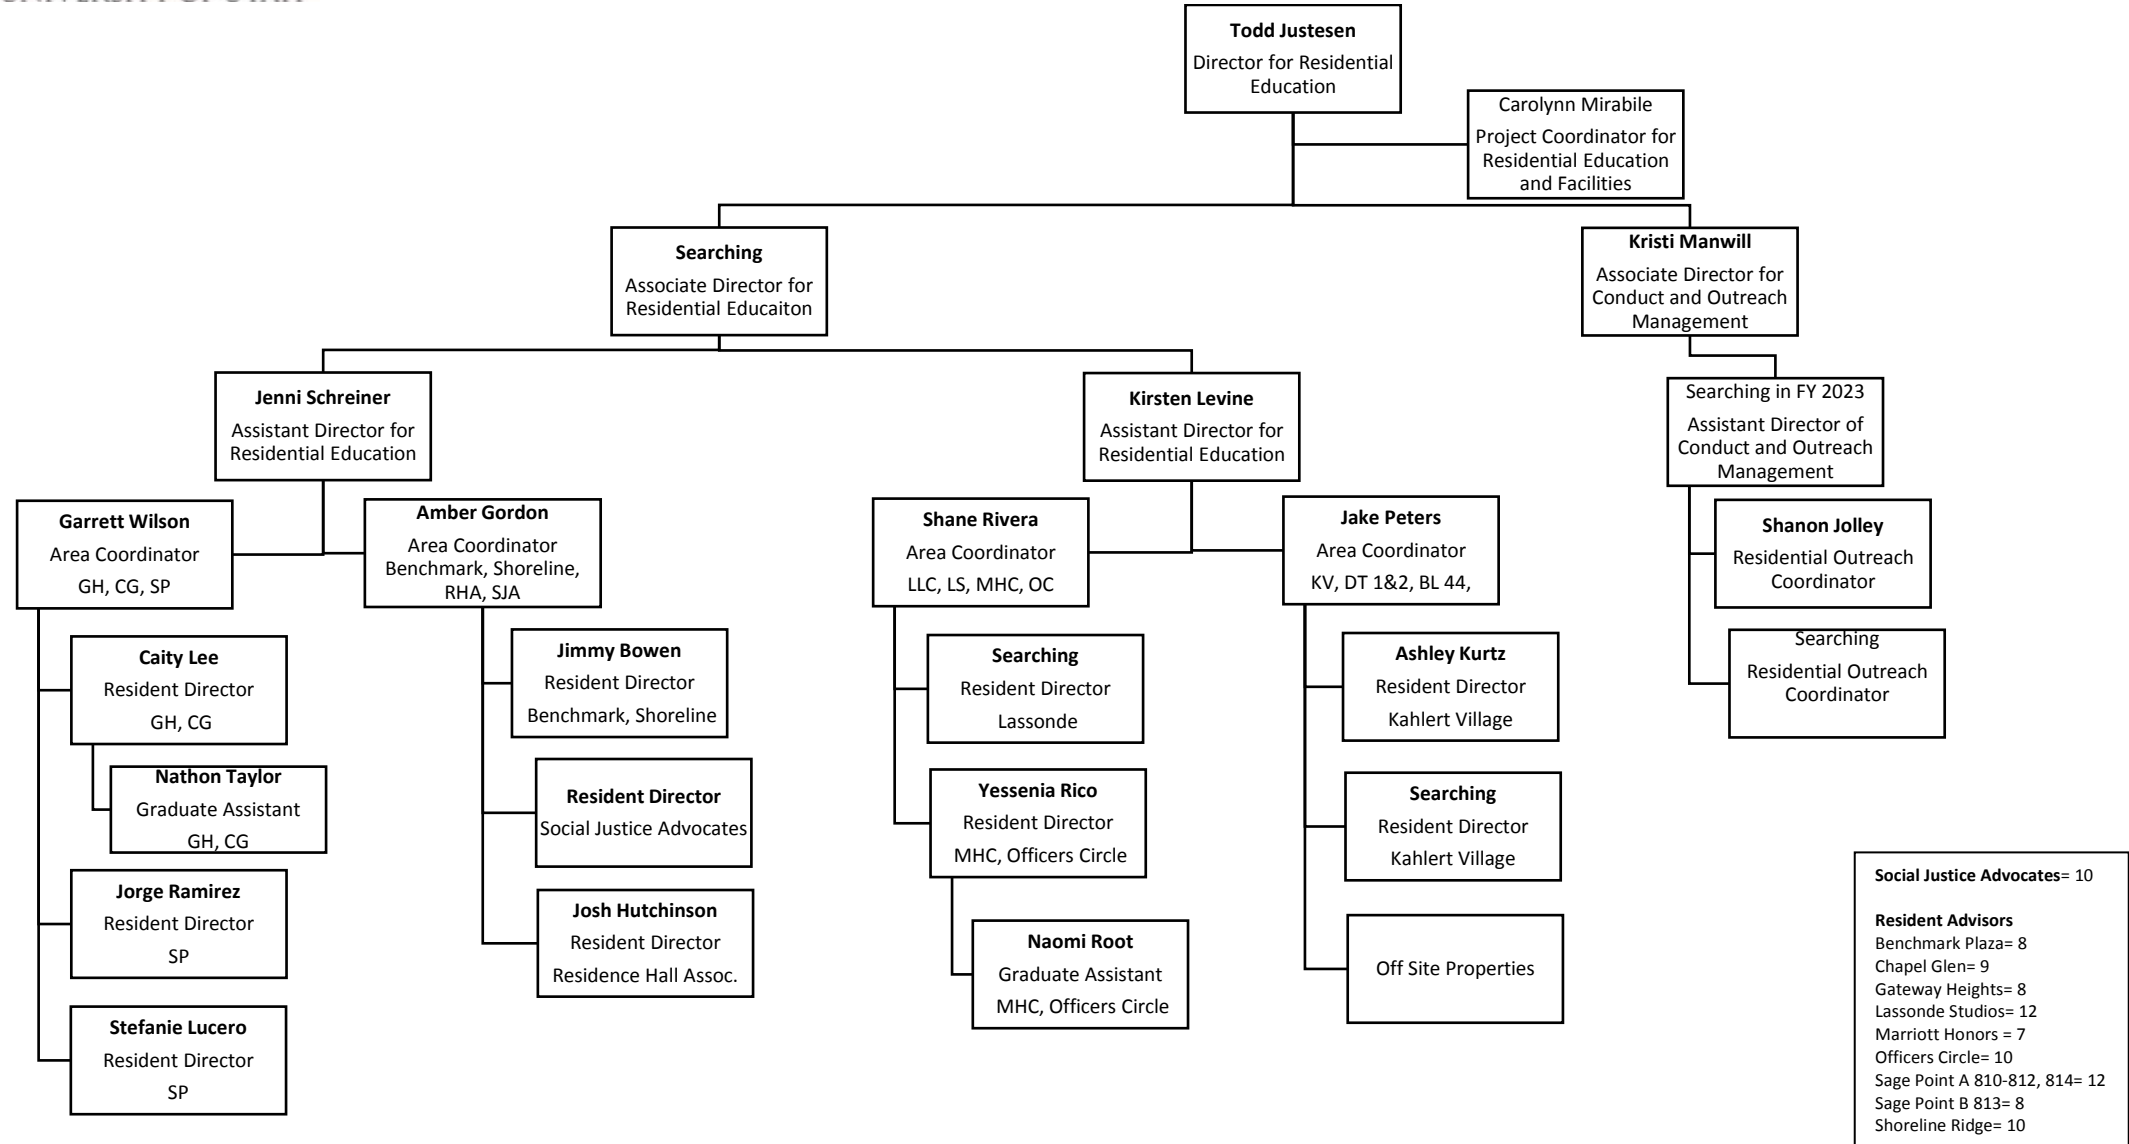 Todd Justesen
Director for Residential
Education
Carolynn Mirabile
Project Coordinator for
Residential Education
and Facilities
Searching
Associate Director for
Residential Educaiton
Kristi Manwill
Associate Director for
Conduct and Outreach
Management
Jenni Schreiner
Assistant Director for
Residential Education
Kirsten Levine
Assistant Director for
Residential Education
Searching in FY 2023
Assistant Director of
Conduct and Outreach
Management
Garrett Wilson
Area Coordinator
GH, CG, SP
Amber Gordon
Area Coordinator
Benchmark, Shoreline,
RHA, SJA
Shane Rivera
Area Coordinator
LLC, LS, MHC, OC
Jake Peters
Area Coordinator
KV, DT 1&2, BL 44,
Shanon Jolley
Residential Outreach
Coordinator
Caity Lee
Resident Director
GH, CG
Jimmy Bowen
Resident Director
Benchmark, Shoreline
Searching
Resident Director
Lassonde
Ashley Kurtz
Resident Director
Kahlert Village
Searching
Residential Outreach
Coordinator
Nathon Taylor
Graduate Assistant
GH, CG
Resident Director
Social Justice Advocates
Yessenia Rico
Resident Director
MHC, Officers Circle
Searching
Resident Director
Kahlert Village
Jorge Ramirez
Resident Director
SP
Josh Hutchinson
Resident Director
Residence Hall Assoc.
Naomi Root
Graduate Assistant
MHC, Officers Circle
Off Site Properties
Stefanie Lucero
Resident Director
SP
Social Justice Advocates= 10
Resident Advisors
Benchmark Plaza= 8
Chapel Glen= 9
Gateway Heights= 8
Lassonde Studios= 12
Marriott Honors = 7
Officers Circle= 10
Sage Point A 810-812, 814= 12
Sage Point B 813= 8
Shoreline Ridge= 10